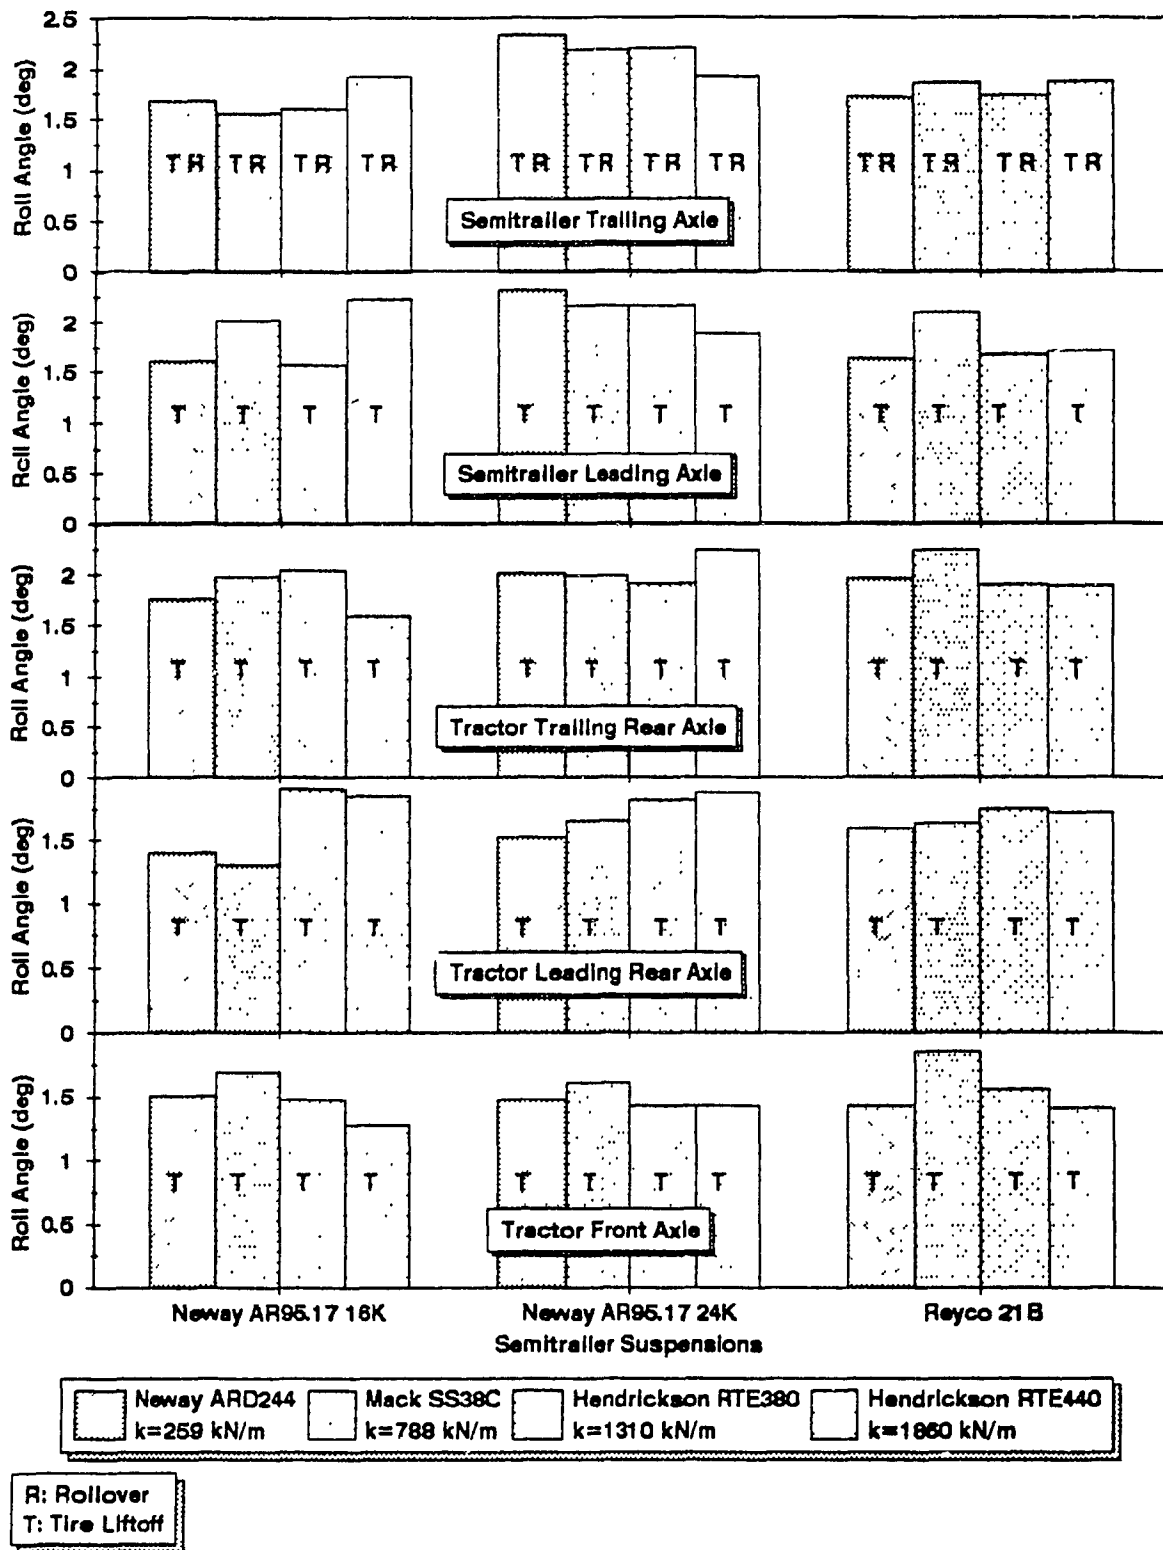 2.5
2
1.5
1
0.5
0
Roll Angle (deg)
TR TR TR TR TR TR TR TR TR TR TR TR
Semitrailer Trailing Axle
2
1.5
1
0.5
0
Roll Angle (deg)
T T T T T T T T T T T T
Semitrailer Leading Axle
2
1.5
1
0.5
0
Roll Angle (deg)
T T T T T T T T T T T T
Tractor Trailing Rear Axle
1.5
1
0.5
0
Roll Angle (deg)
T T T T T T T T T T T T
Tractor Leading Rear Axle
1.5
1
0.5
0
Roll Angle (deg)
T T T T T T T T T T T T
Tractor Front Axle
Neway AR95.17 16K Neway AR95.17 24K Reyco 21B
Semitrailer Suspensions
Neway ARD244 Mack SS38C Hendrickson RTE380 Hendrickson RTE440
k=259 kN/m k=788 kN/m k=1310 kN/m k=1860 kN/m
R: Rollover
T: Tire Liftoff